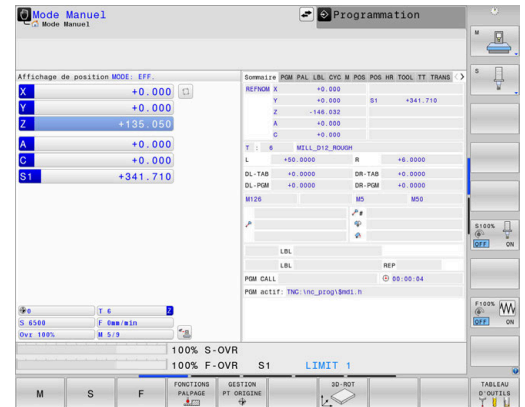 Mode Manuel
Mode Manuel
Programmation
Affichage de position MODE: EFF.
X +0.000
Y +0.000
Z +135.050
A +0.000
C +0.000
S1 +341.710
0 T 6 Z
S 6500 F 0mm/min
Ovr 100% M 5/9
Sommaire PGM PAL LBL CYC M POS POS HR TOOL TT TRANS
REFNOM X +0.000
Y +0.000 S1 +341.710
Z -146.032
A +0.000
C +0.000
T : 6 MILL_D12_ROUGH
L +50.0000 R +6.0000
DL-TAB +0.0000 DR-TAB +0.0000
DL-PGM +0.0000 DR-PGM +0.0000
M126 M5 M50
P #
P
LBL
LBL REP
PGM CALL 00:00:04
PGM actif: TNC:\nc_prog\$mdi.h
100% S-OVR
100% F-OVR S1 LIMIT 1
M
S
S100%
OFF ON
F100%
OFF ON
M S F FONCTIONS PALPAGE GESTION PT ORIGINE 3D-ROT TABLEAU D'OUTILS